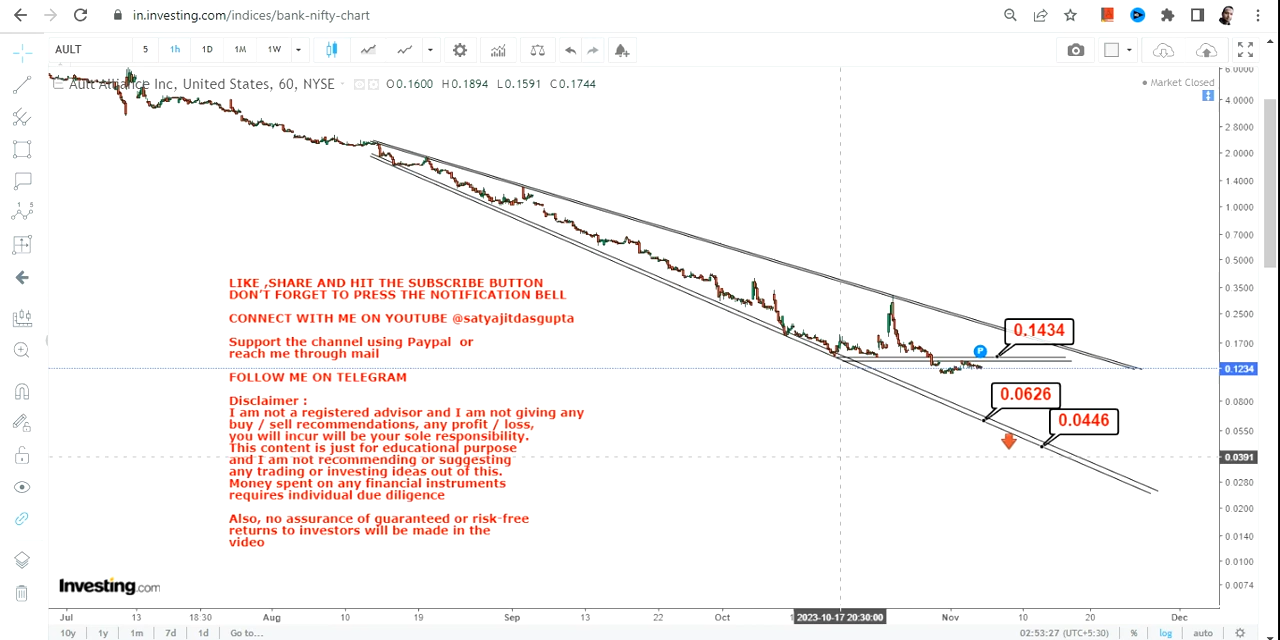 in.investing.com/indices/bank-nifty-chart
AULT 5 1h 1D 1M 1W
Ault Alliance Inc, United States, 60, NYSE O0.1600 H0.1894 L0.1591 C0.1744
Market Closed
6.0000
4.0000
2.8000
2.0000
1.4000
1.0000
0.7000
0.5000
0.3500
0.2500
0.1700
0.1234
0.0800
0.0550
0.0391
0.0280
0.0200
0.0140
0.0100
0.0074
0.1434
P
0.0626
0.0446
LIKE ,SHARE AND HIT THE SUBSCRIBE BUTTON
DON'T FORGET TO PRESS THE NOTIFICATION BELL
CONNECT WITH ME ON YOUTUBE @satyajitdasgupta
Support the channel using Paypal or
reach me through mail
FOLLOW ME ON TELEGRAM
Disclaimer :
I am not a registered advisor and I am not giving any
buy / sell recommendations, any profit / loss,
you will incur will be your sole responsibility.
This content is just for educational purpose
and I am not recommending or suggesting
any trading or investing ideas out of this.
Money spent on any financial instruments
requires individual due diligence
Also, no assurance of guaranteed or risk-free
returns to investors will be made in the
video
Investing.com
Jul 13 18:30 Aug 10 19 Sep 13 22 Oct 2023-10-17 20:30:00 Nov 10 20 Dec
10y 1y 1m 7d 1d Go to... 02:53:27 (UTC+5:30) % log auto